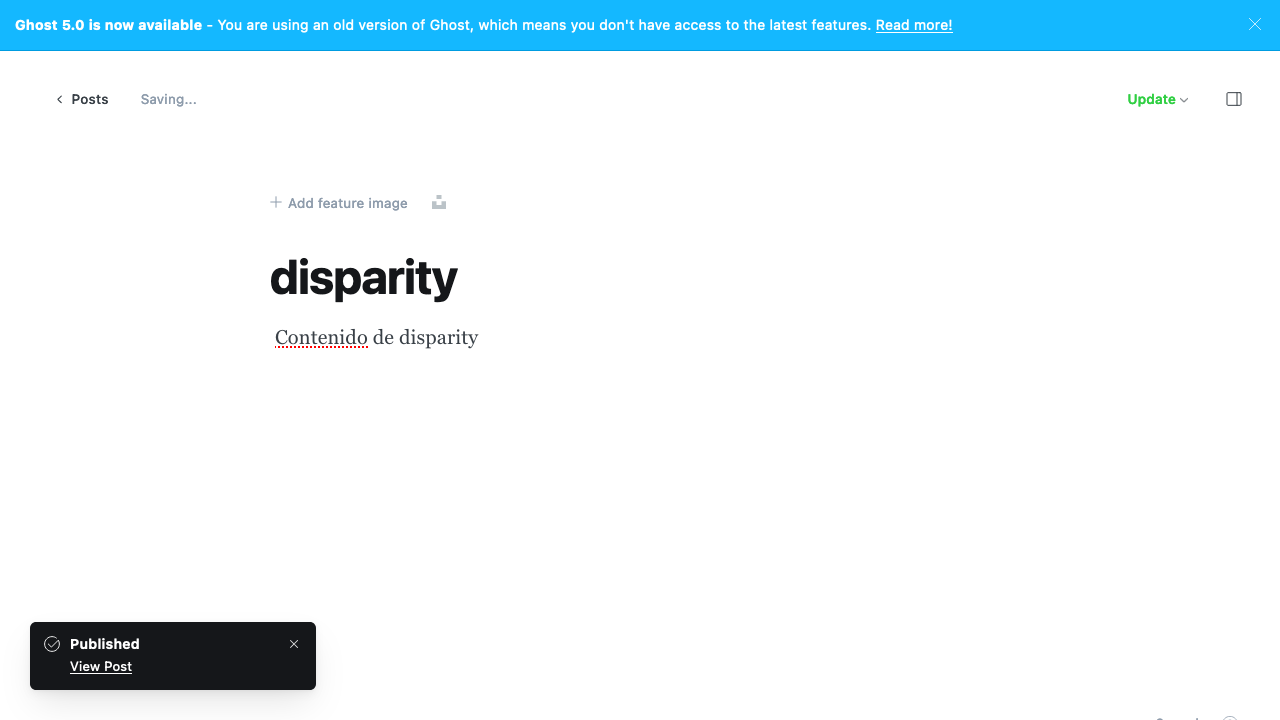 Ghost 5.0 is now available - You are using an old version of Ghost, which means you don't have access to the latest features. Read more!
Posts Saving... Update
Add feature image
disparity
Contenido de disparity
Published
View Post